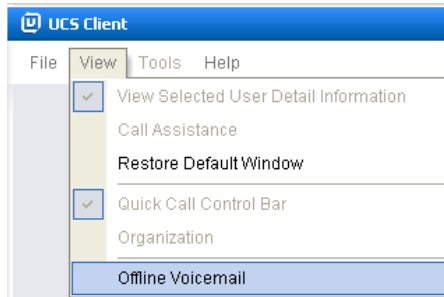 UCS Client
File View Tools Help
View Selected User Detail Information
Call Assistance
Restore Default Window
Quick Call Control Bar
Organization
Offline Voicemail